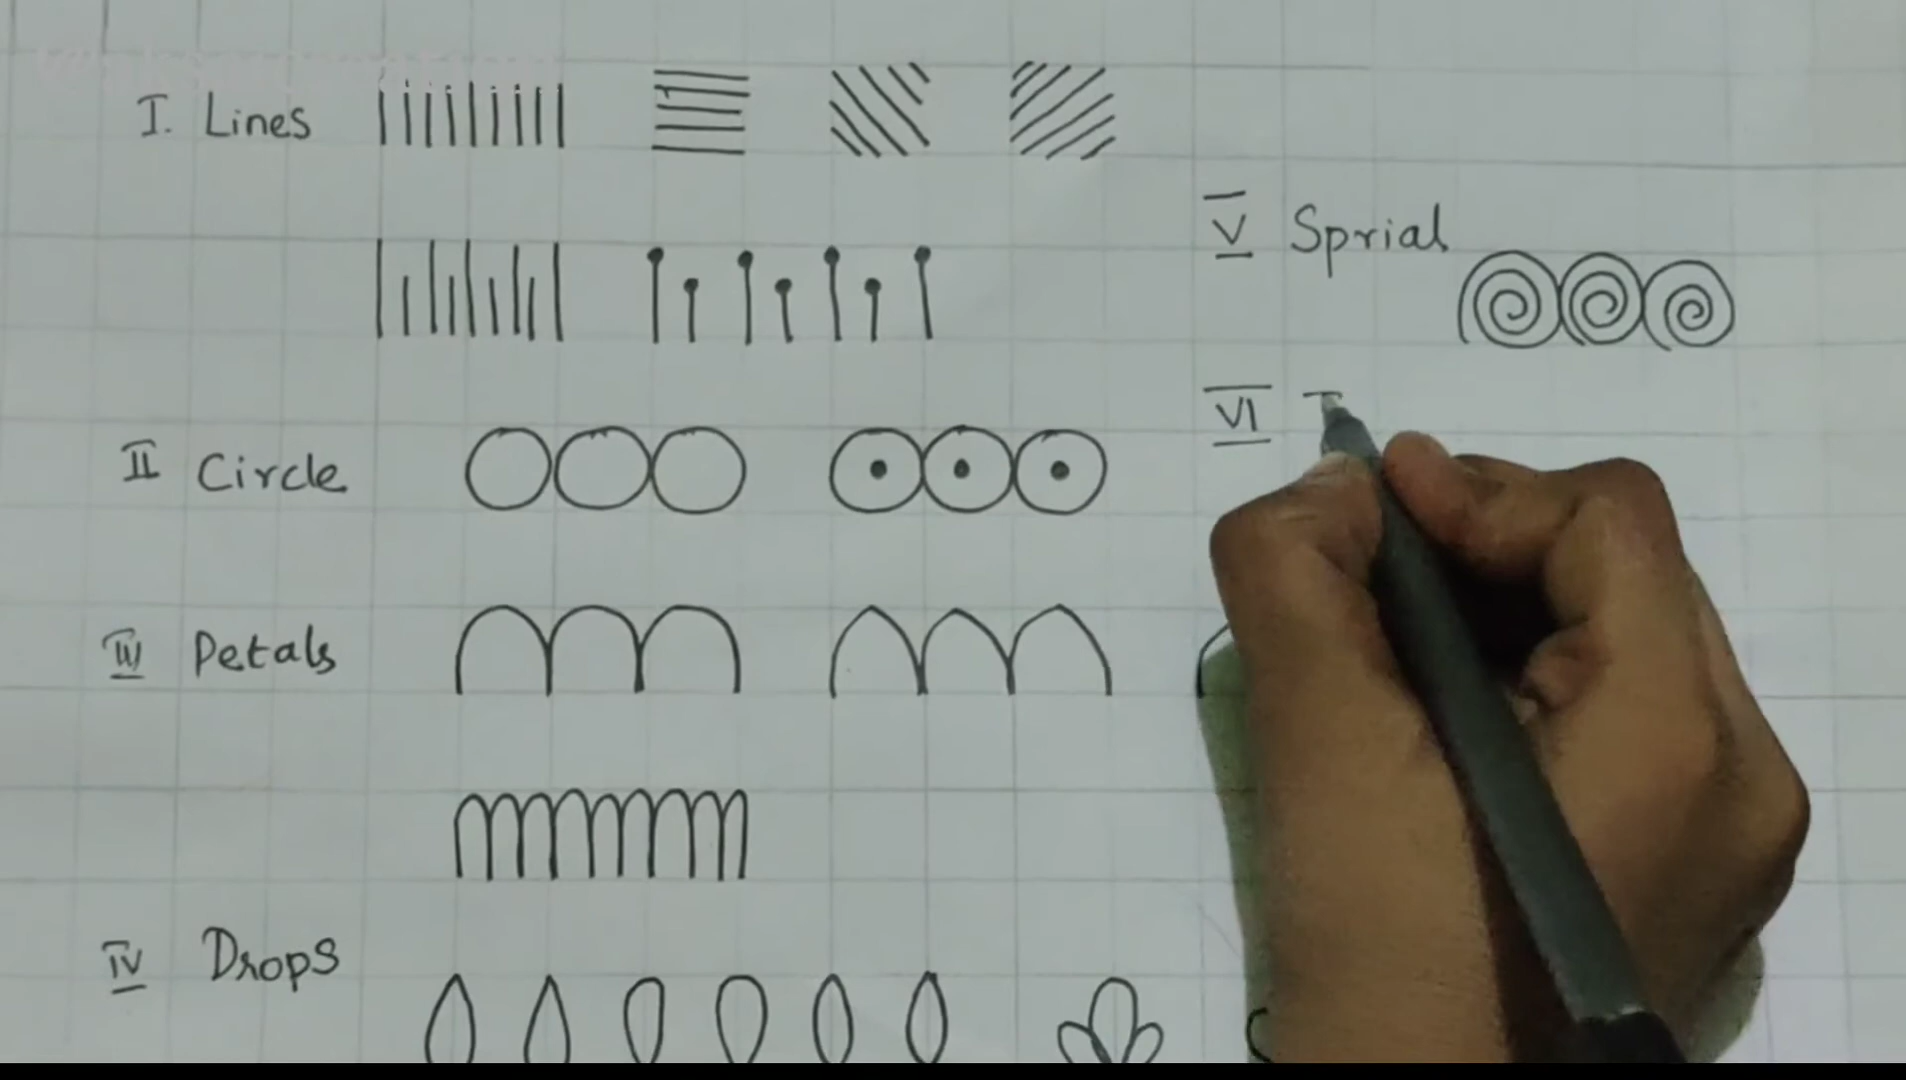 I. Lines
II Circle
III Petals
IV Drops
V Sprial
VI T